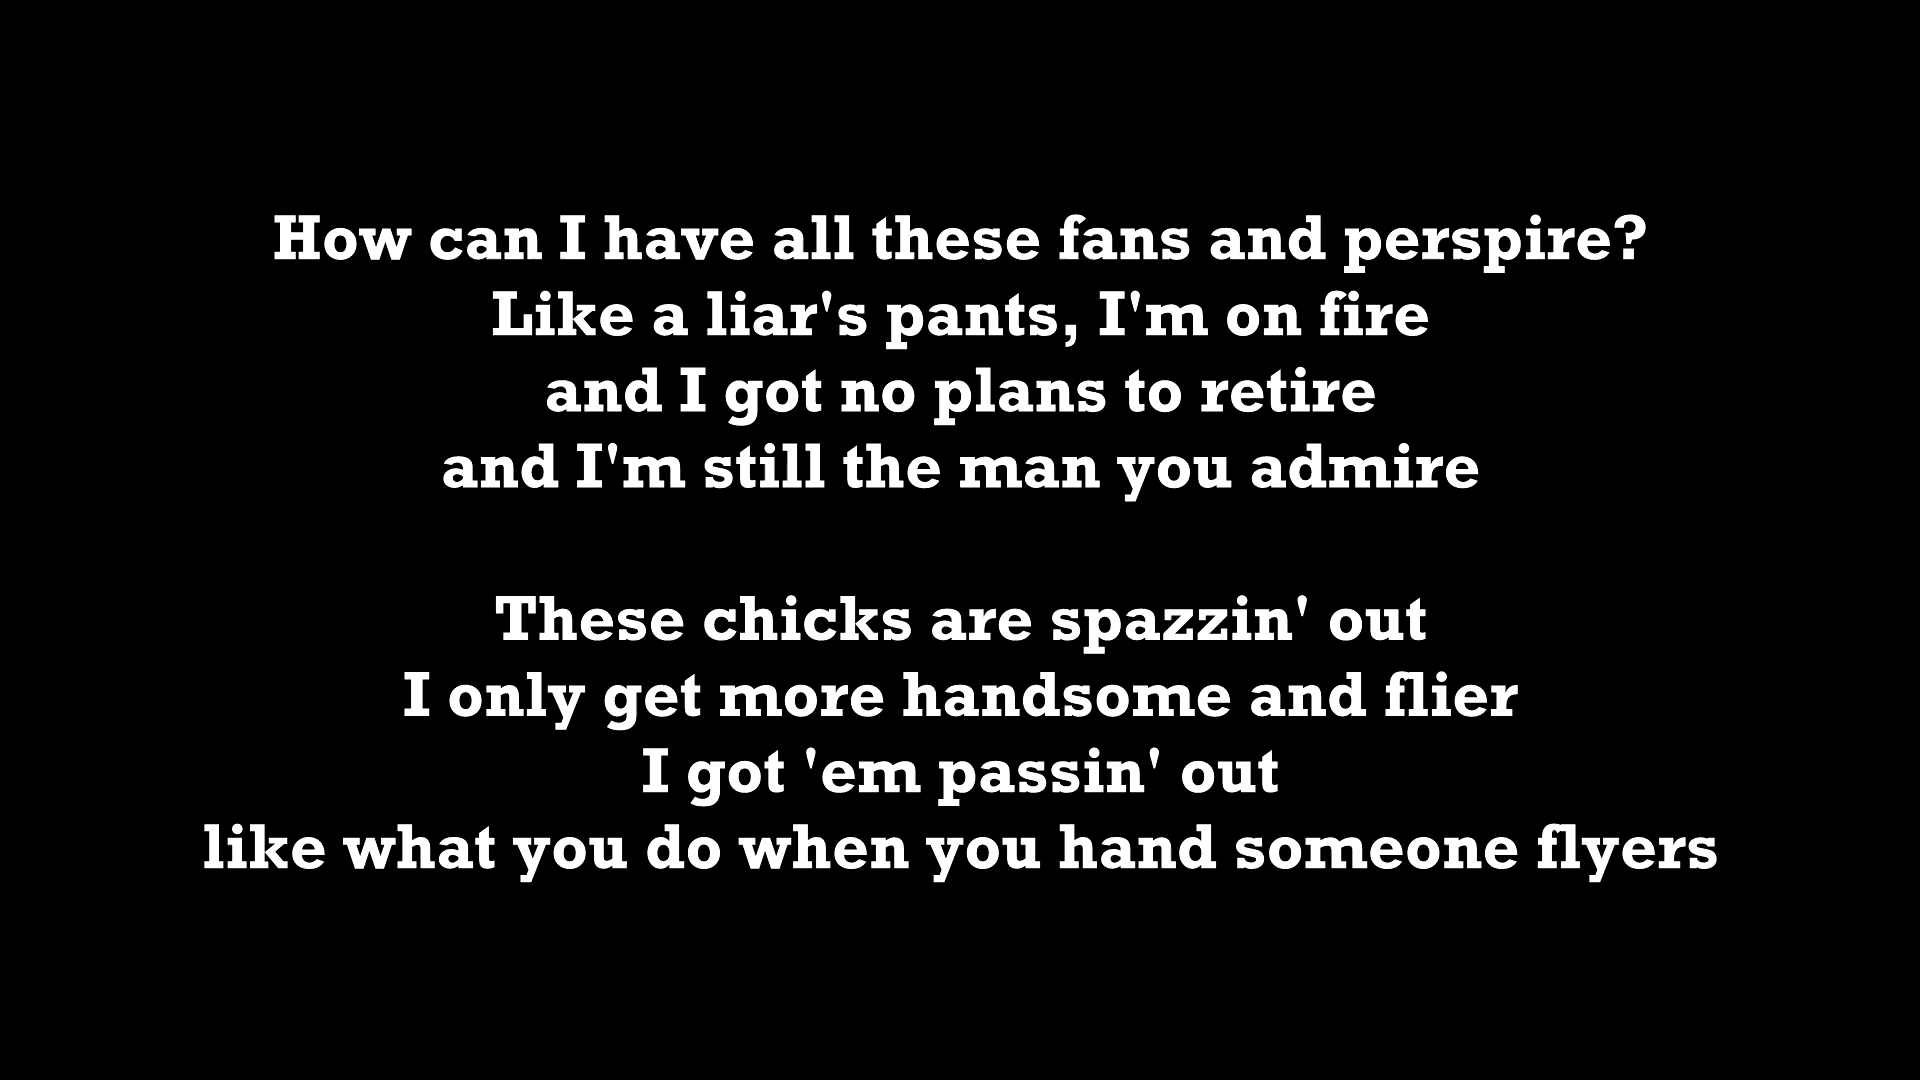 How can I have all these fans and perspire?
Like a liar's pants, I'm on fire
and I got no plans to retire
and I'm still the man you admire
These chicks are spazzin' out
I only get more handsome and flier
I got 'em passin' out
like what you do when you hand someone flyers